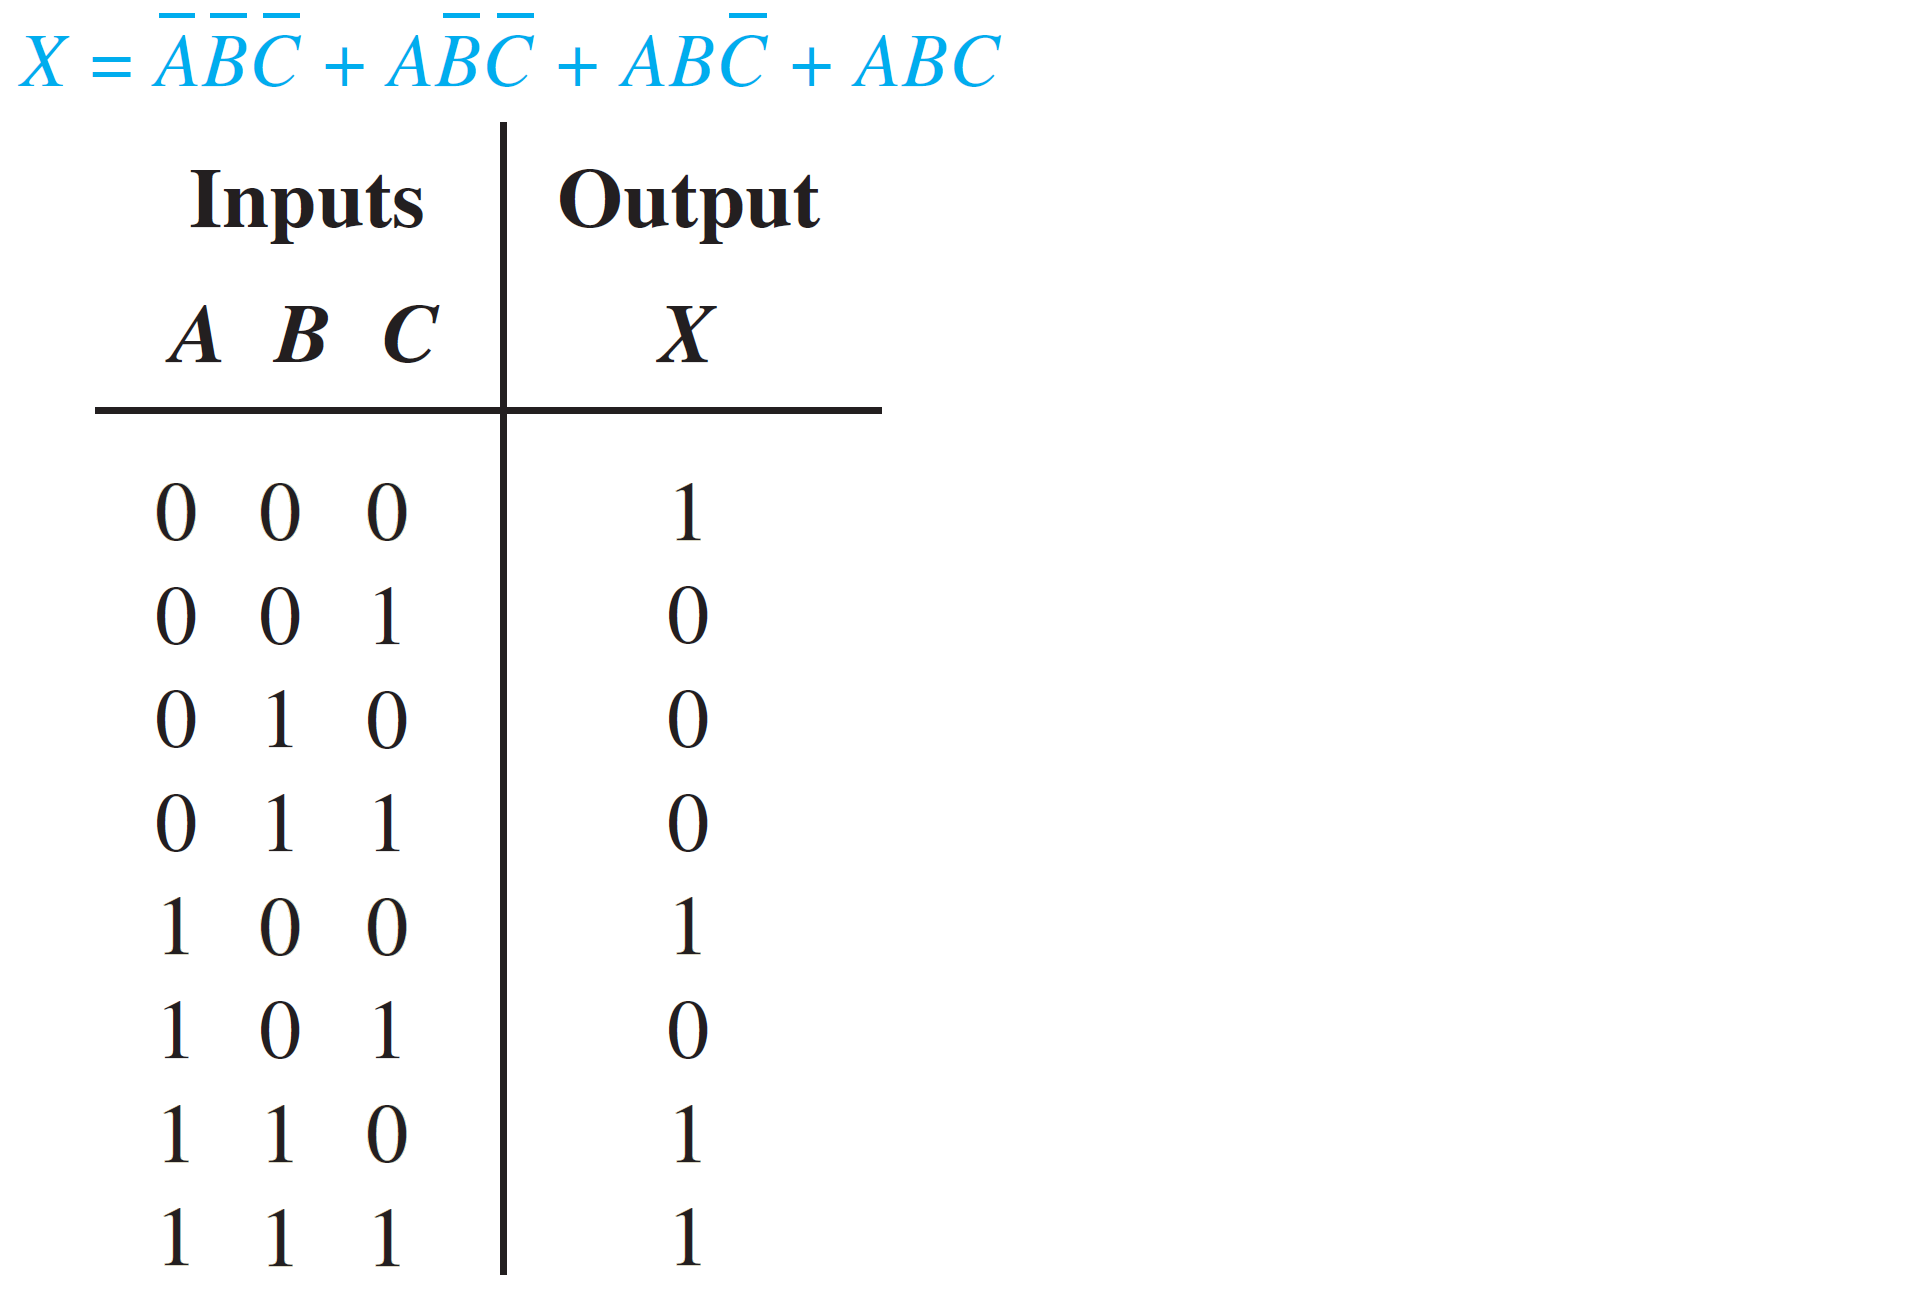 X = A̅B̅C̅ + AB̅C̅ + ABC̅ + ABC
Inputs Output
A B C X
0 0 0 1
0 0 1 0
0 1 0 0
0 1 1 0
1 0 0 1
1 0 1 0
1 1 0 1
1 1 1 1